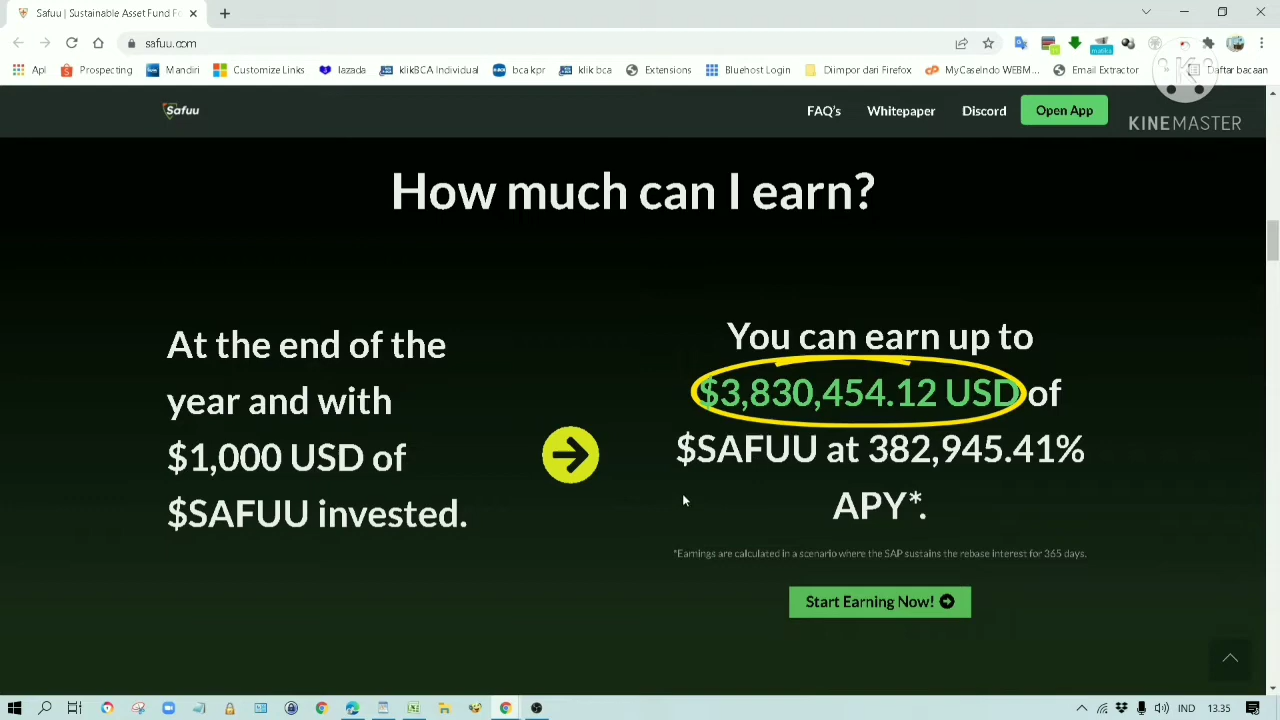 Safuu | Sustainable Asset Fund Fo
safuu.com
Apl
Prospecting
Mandiri
Customize Links
lazada
klikBCA Individual
bca kpr
klik bca
Extensions
Bluehost Login
Diimpor dari Firefox
MyCaseIndo WEBM...
Email Extractor
Daftar bacaan
Safuu
FAQ's
Whitepaper
Discord
Open App
KINEMASTER
How much can I earn?
At the end of the
year and with
$1,000 USD of
$SAFUU invested.
You can earn up to
$3,830,454.12 USD of
$SAFUU at 382,945.41%
APY*.
*Earnings are calculated in a scenario where the SAP sustains the rebase interest for 365 days.
Start Earning Now!
IND
13.35